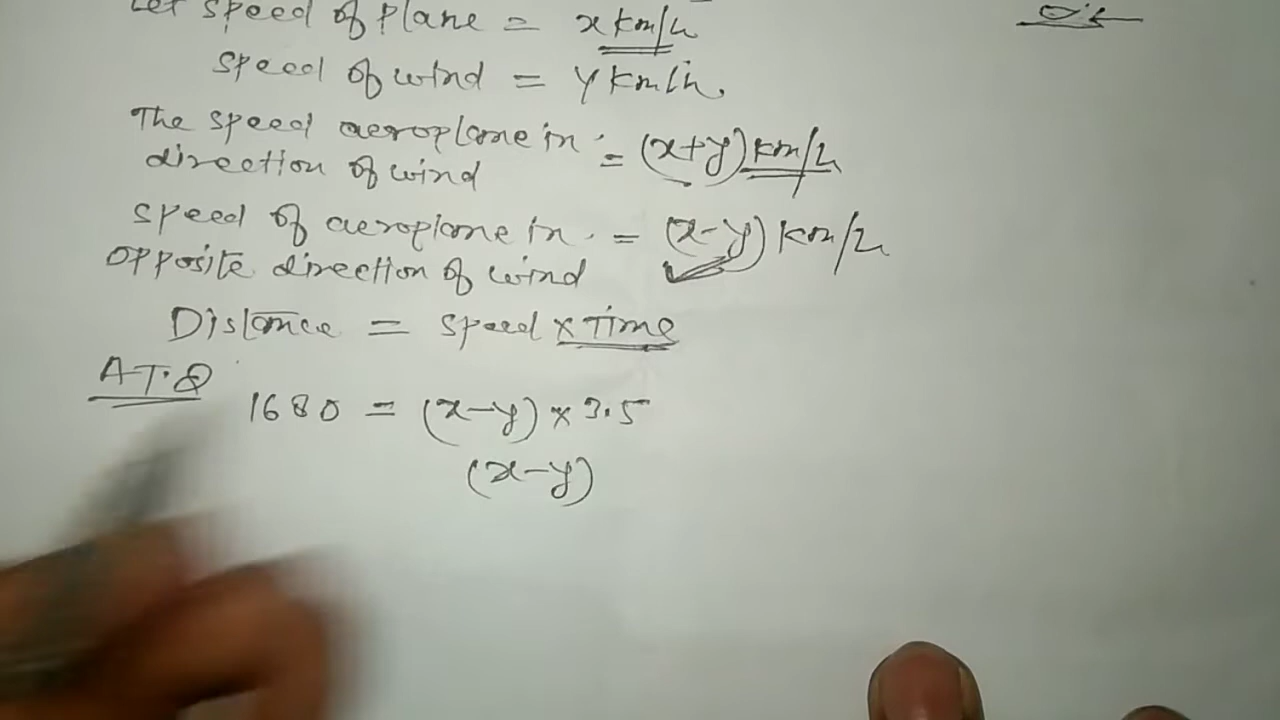 Let speed of plane = x km/h
speed of wind = y km/h.
The speed aeroplane in = (x+y) km/h
direction of wind
speed of aeroplane in = (x-y) km/h
opposite direction of wind
Distance = speed x Time
A.T.Q
1680 = (x-y) x 3.5
(x-y)